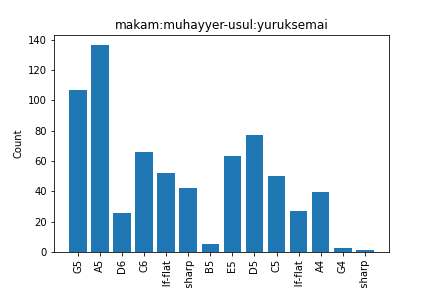 makam:muhayyer-usul:yuruksemai
140
120
100
80
60
40
20
0
Count
G5
A5
D6
C6
lf-flat
sharp
B5
E5
D5
C5
lf-flat
A4
G4
sharp